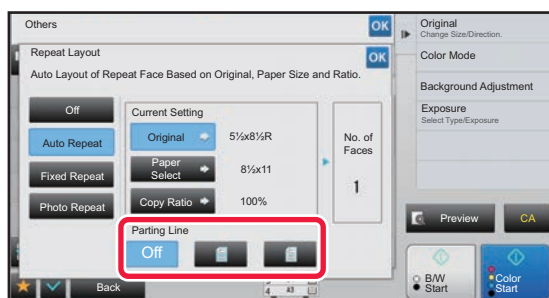 Others
OK
Repeat Layout
OK
Auto Layout of Repeat Face Based on Original, Paper Size and Ratio.
Off
Auto Repeat
Fixed Repeat
Photo Repeat
Current Setting
Original
5½x8½R
Paper
Select
8½x11
Copy Ratio
100%
No. of
Faces
1
Parting Line
Off
Back
4
A3
Original
Change Size/Direction.
Color Mode
Background Adjustment
Exposure
Select Type/Exposure
Preview
CA
B/W
Start
Color
Start